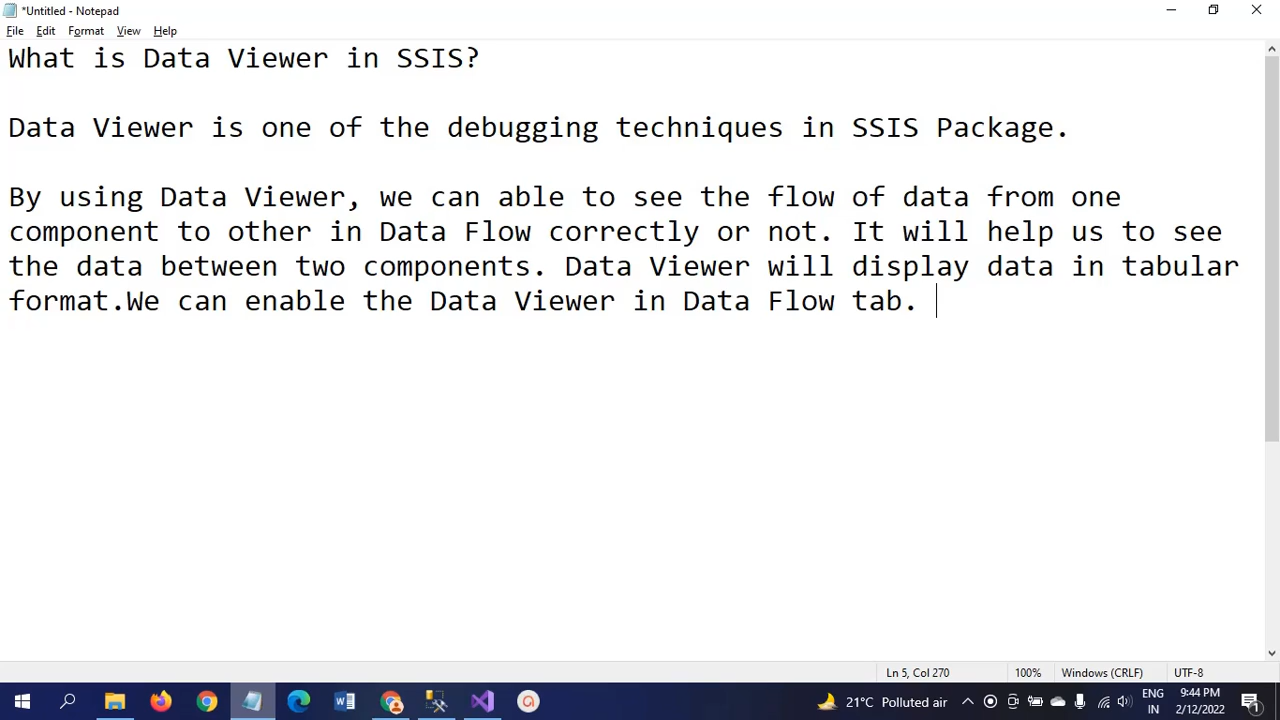 *Untitled - Notepad
File Edit Format View Help
What is Data Viewer in SSIS?
Data Viewer is one of the debugging techniques in SSIS Package.
By using Data Viewer, we can able to see the flow of data from one
component to other in Data Flow correctly or not. It will help us to see
the data between two components. Data Viewer will display data in tabular
format.We can enable the Data Viewer in Data Flow tab.
Ln 5, Col 270 100% Windows (CRLF) UTF-8
21°C Polluted air
ENG
IN
9:44 PM
2/12/2022
1